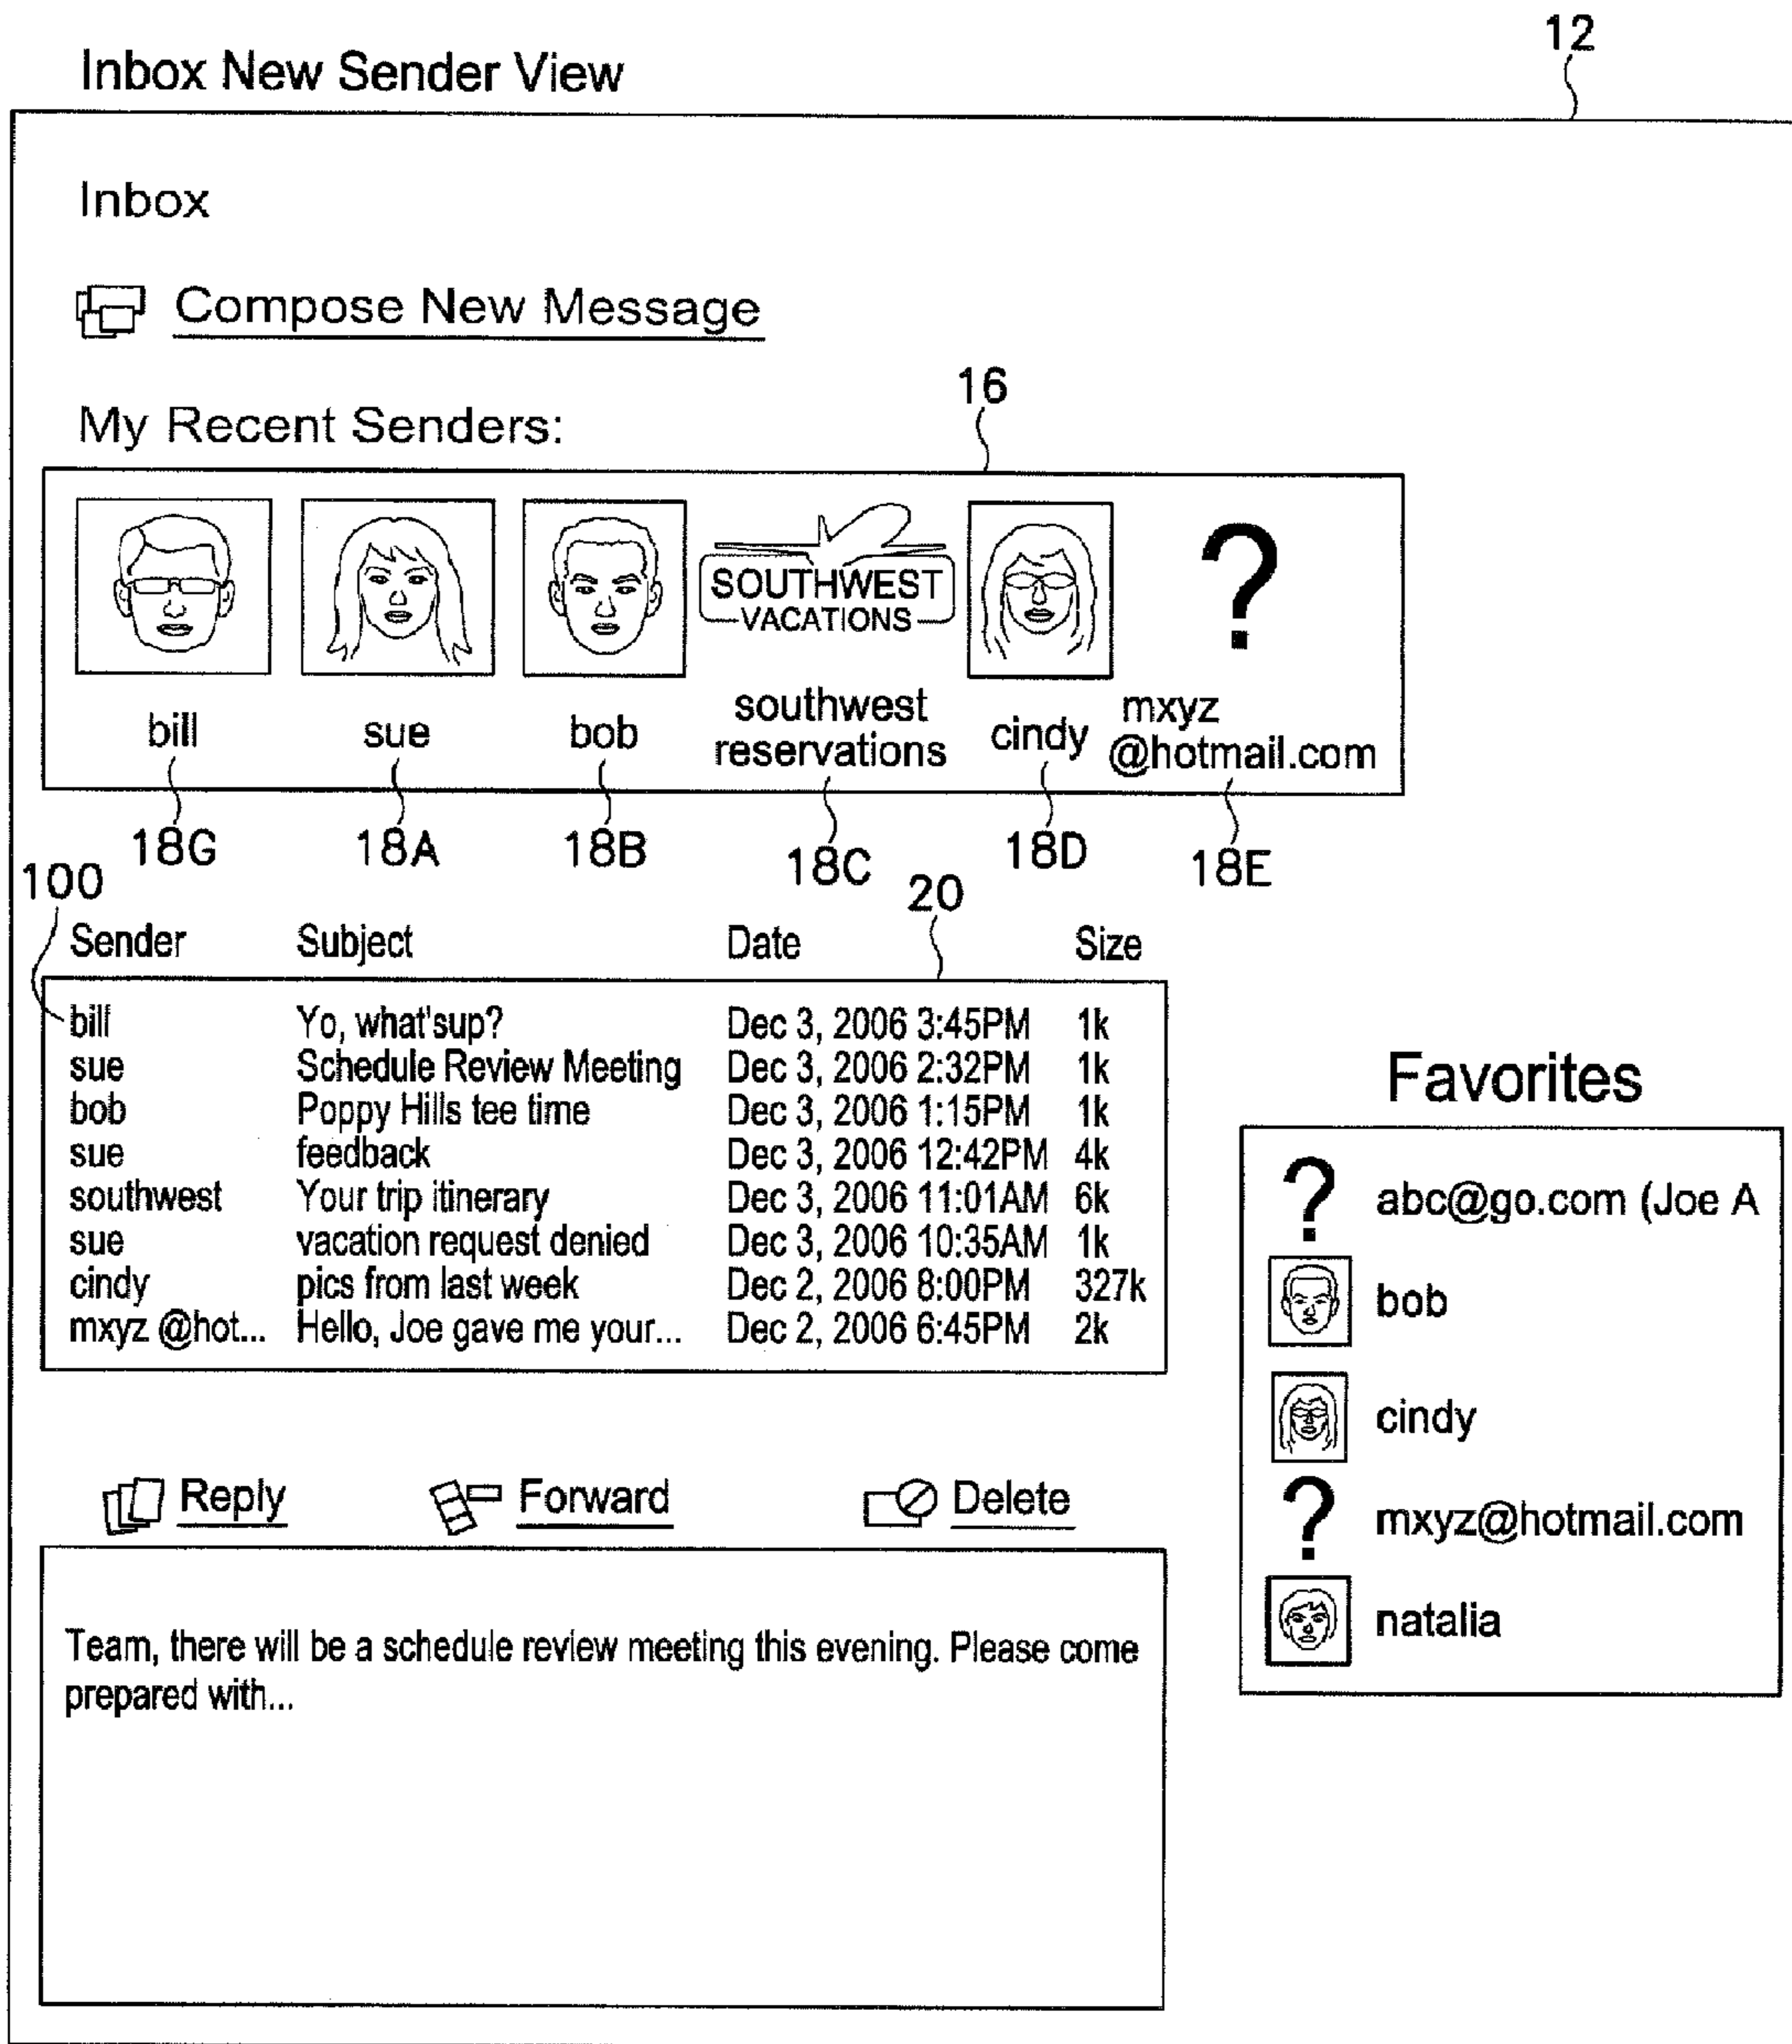 12
Inbox New Sender View
Inbox
Compose New Message
16
My Recent Senders:
SOUTHWEST
VACATIONS
?
bill sue bob southwest reservations cindy mxyz @hotmail.com
18G 18A 18B 18C 18D 18E
100 20
Sender Subject Date Size
bill Yo, what'sup? Dec 3, 2006 3:45PM 1k
sue Schedule Review Meeting Dec 3, 2006 2:32PM 1k
bob Poppy Hills tee time Dec 3, 2006 1:15PM 1k
sue feedback Dec 3, 2006 12:42PM 4k
southwest Your trip itinerary Dec 3, 2006 11:01AM 6k
sue vacation request denied Dec 3, 2006 10:35AM 1k
cindy pics from last week Dec 2, 2006 8:00PM 327k
mxyz @hot... Hello, Joe gave me your... Dec 2, 2006 6:45PM 2k
Favorites
? abc@go.com (Joe A
bob
cindy
? mxyz@hotmail.com
natalia
Reply Forward Delete
Team, there will be a schedule review meeting this evening. Please come
prepared with...